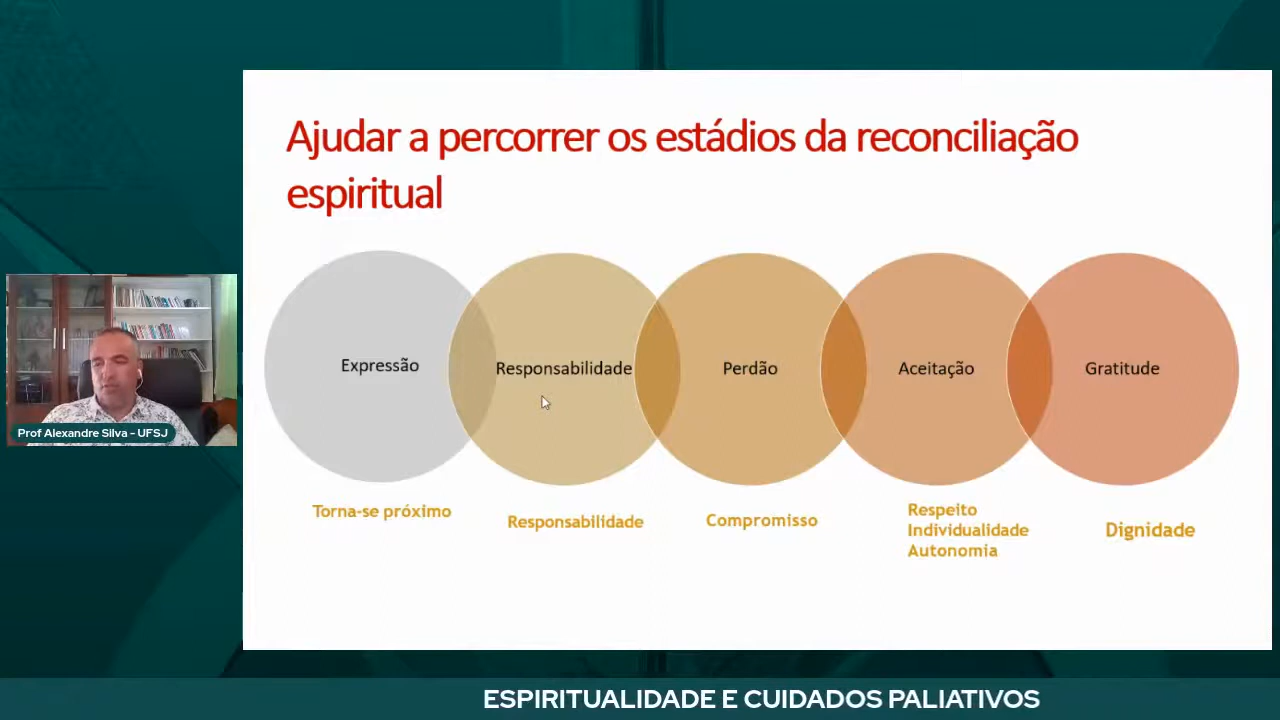 Ajudar a percorrer os estádios da reconciliação
espiritual
Expressão
Responsabilidade
Perdão
Aceitação
Gratitude
Torna-se próximo
Responsabilidade
Compromisso
Respeito
Individualidade
Autonomia
Dignidade
Prof Alexandre Silva - UFSJ
ESPIRITUALIDADE E CUIDADOS PALIATIVOS